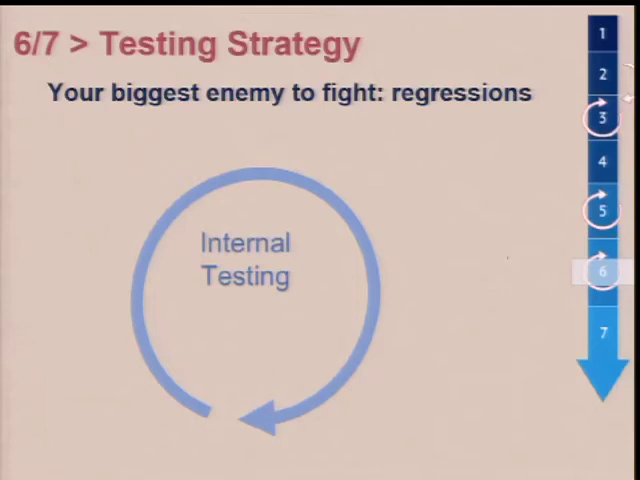 6/7 > Testing Strategy
Your biggest enemy to fight: regressions
Internal
Testing
1
2
3
4
5
6
7